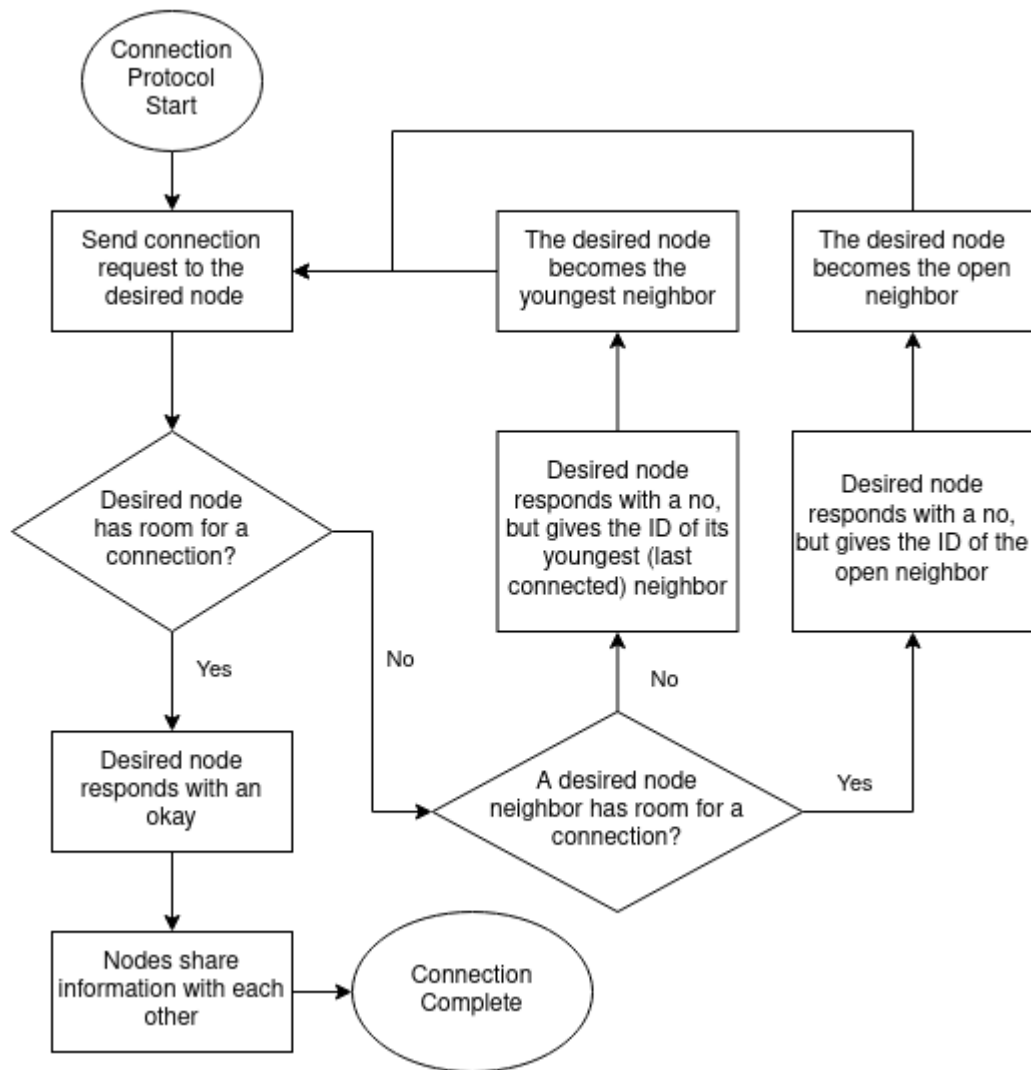 Connection
Protocol
Start
Send connection
request to the
desired node
The desired node
becomes the
youngest neighbor
The desired node
becomes the open
neighbor
Desired node
has room for a
connection?
Desired node
responds with a no,
but gives the ID of its
youngest (last
connected) neighbor
Desired node
responds with a no,
but gives the ID of the
open neighbor
Yes
No
No
Yes
Desired node
responds with an
okay
A desired node
neighbor has room for a
connection?
Nodes share
information with each
other
Connection
Complete